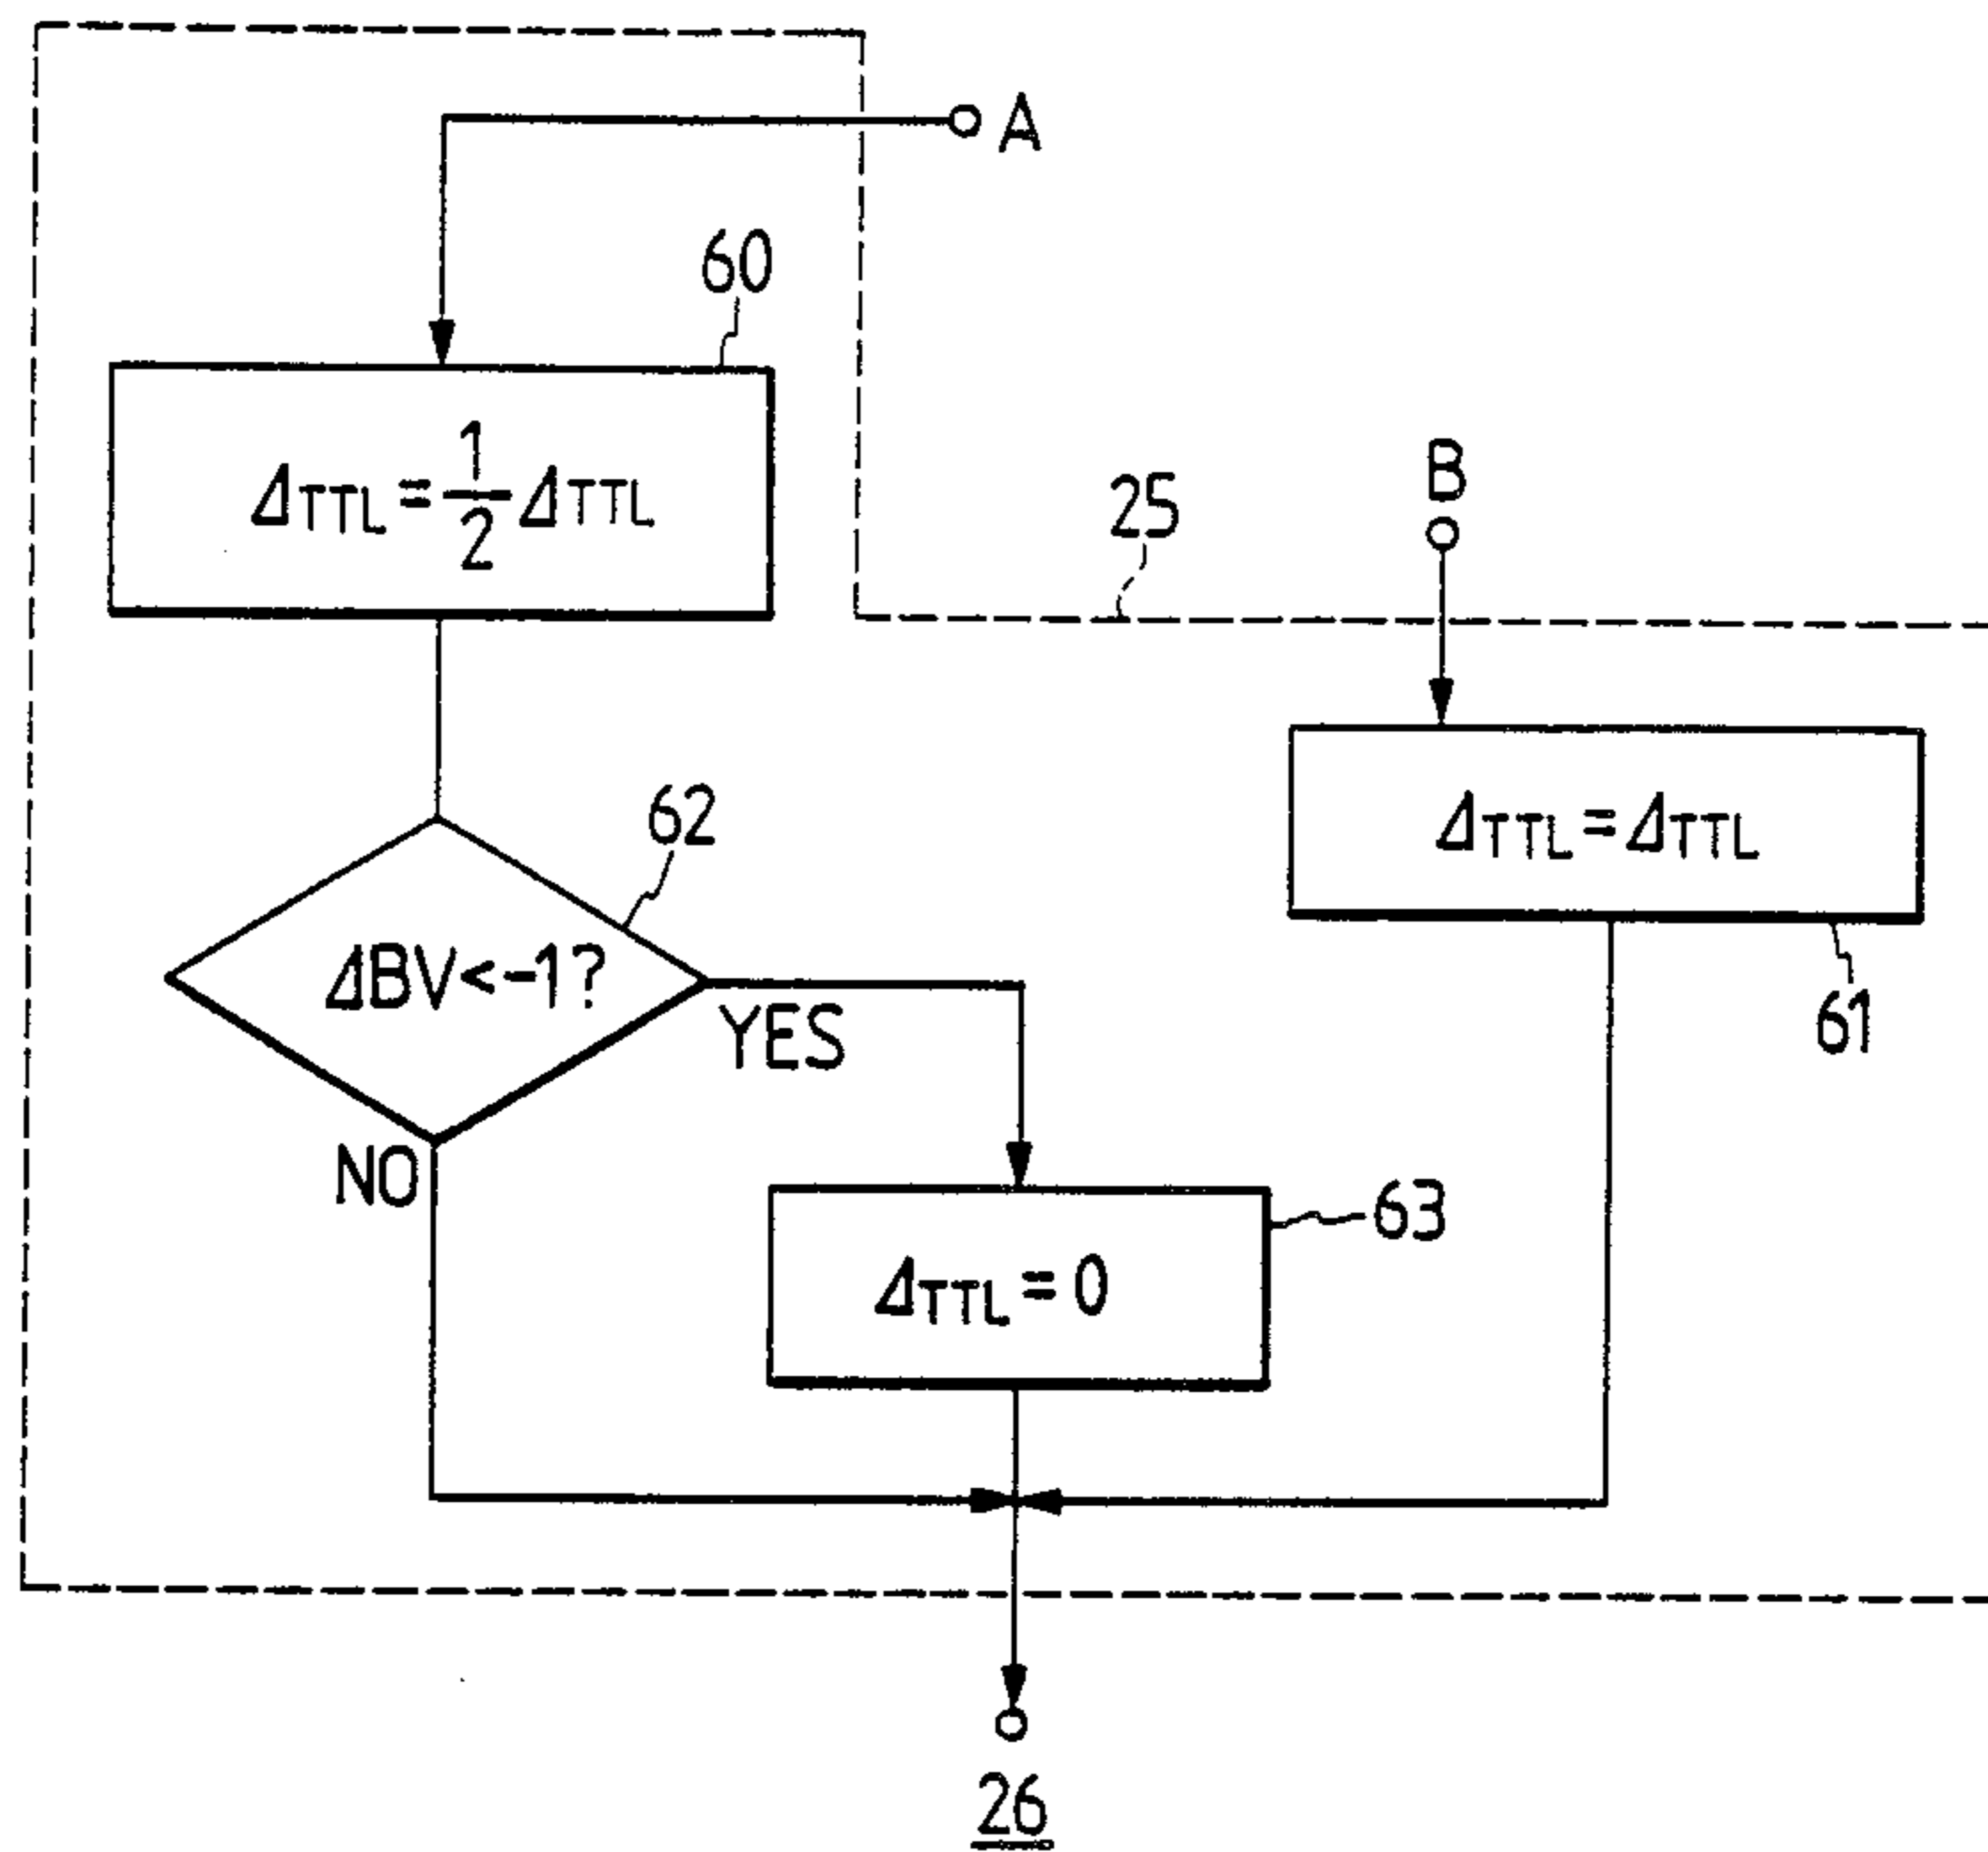 A
60
ΔTTL = 1/2 ΔTTL
25
B
ΔTTL = ΔTTL
61
62
ΔBV<-1?
YES
NO
63
ΔTTL = 0
26